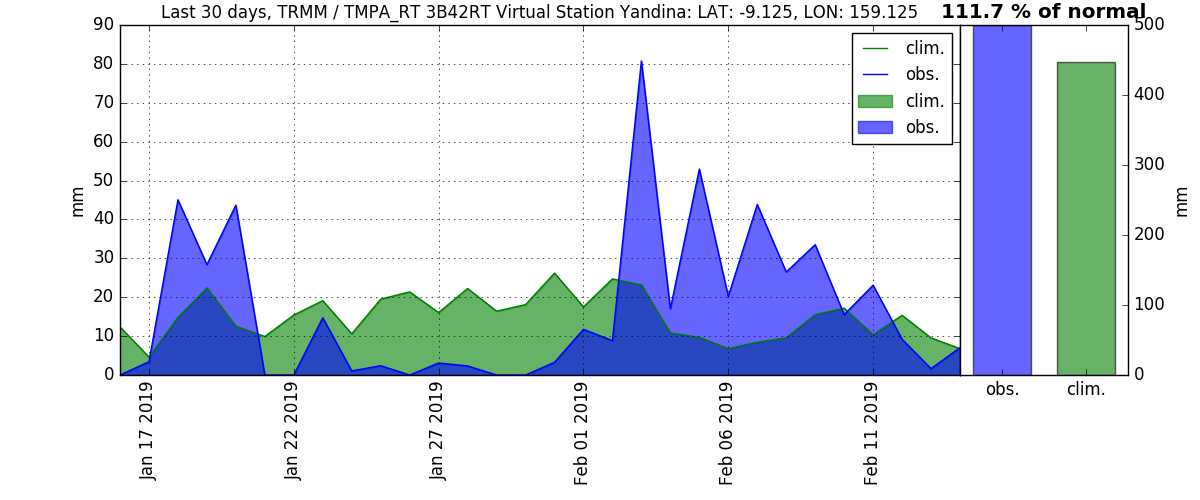 Last 30 days, TRMM / TMPA_RT 3B42RT Virtual Station Yandina: LAT: -9.125, LON: 159.125
111.7 % of normal
90
80
70
60
50
40
30
20
10
0
mm
clim.
obs.
clim.
obs.
Jan 17 2019
Jan 22 2019
Jan 27 2019
Feb 01 2019
Feb 06 2019
Feb 11 2019
500
400
300
200
100
0
mm
obs.
clim.